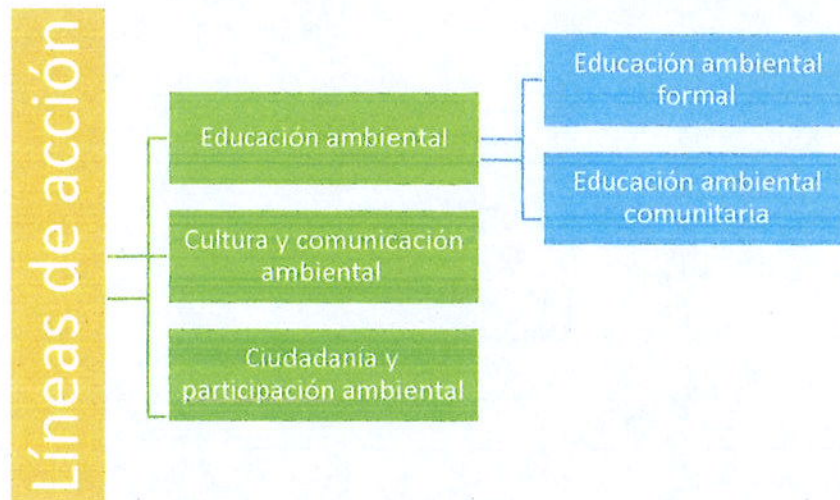 Líneas de acción
Educación ambiental
Cultura y comunicación
ambiental
Ciudadanía y
participación ambiental
Educación ambiental
formal
Educación ambiental
comunitaria